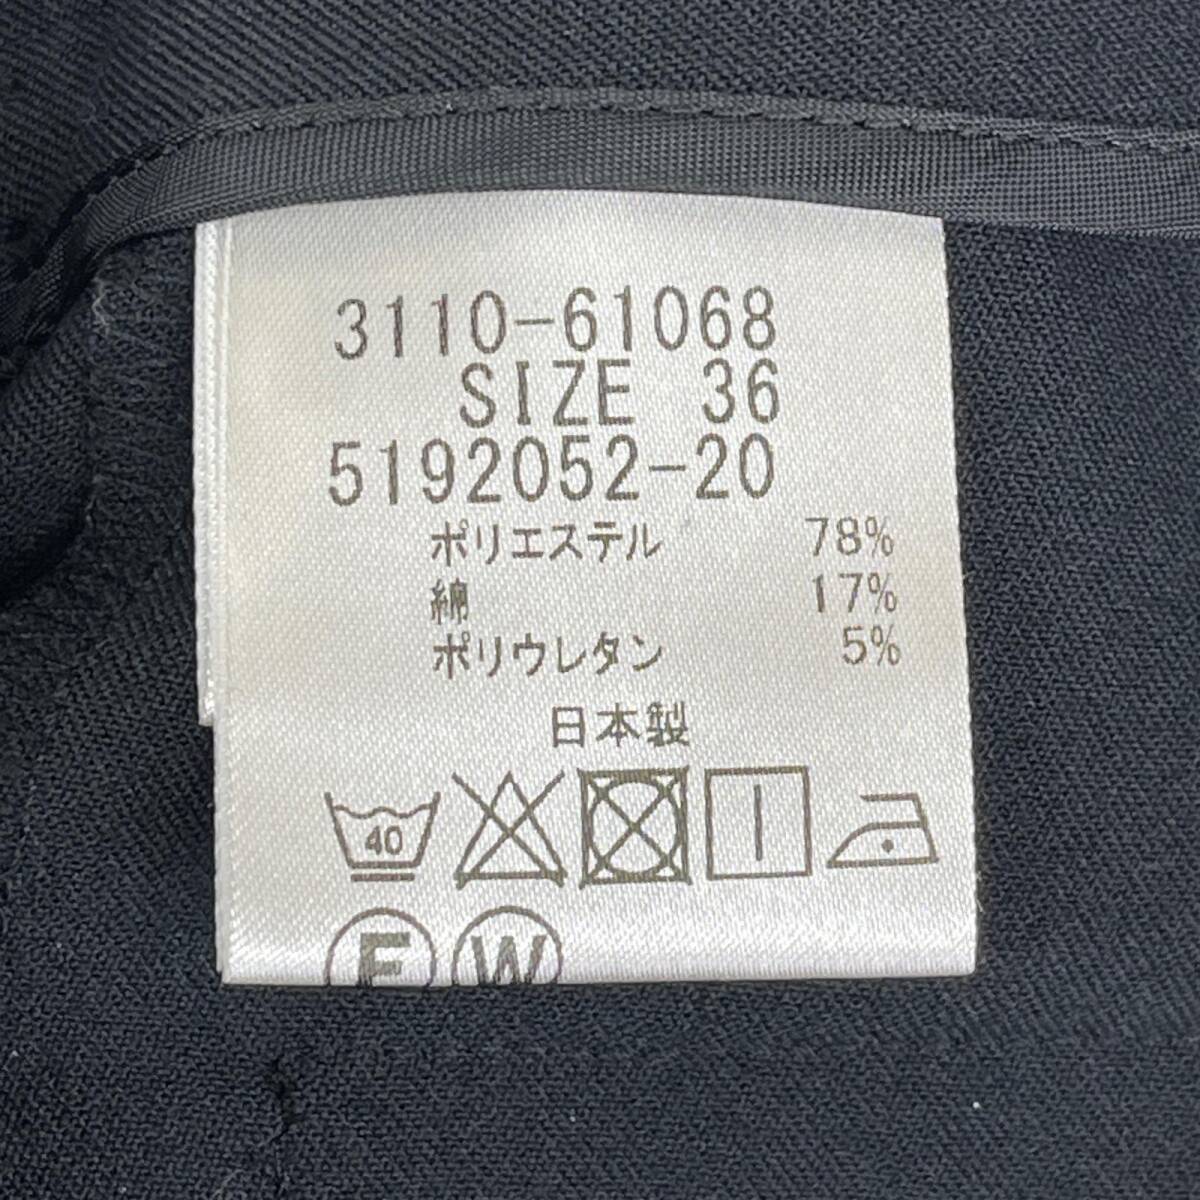 3110-61068
SIZE 36
5192052-20
ポリエステル 78%
綿 17%
ポリウレタン 5%
日本製
40
F W